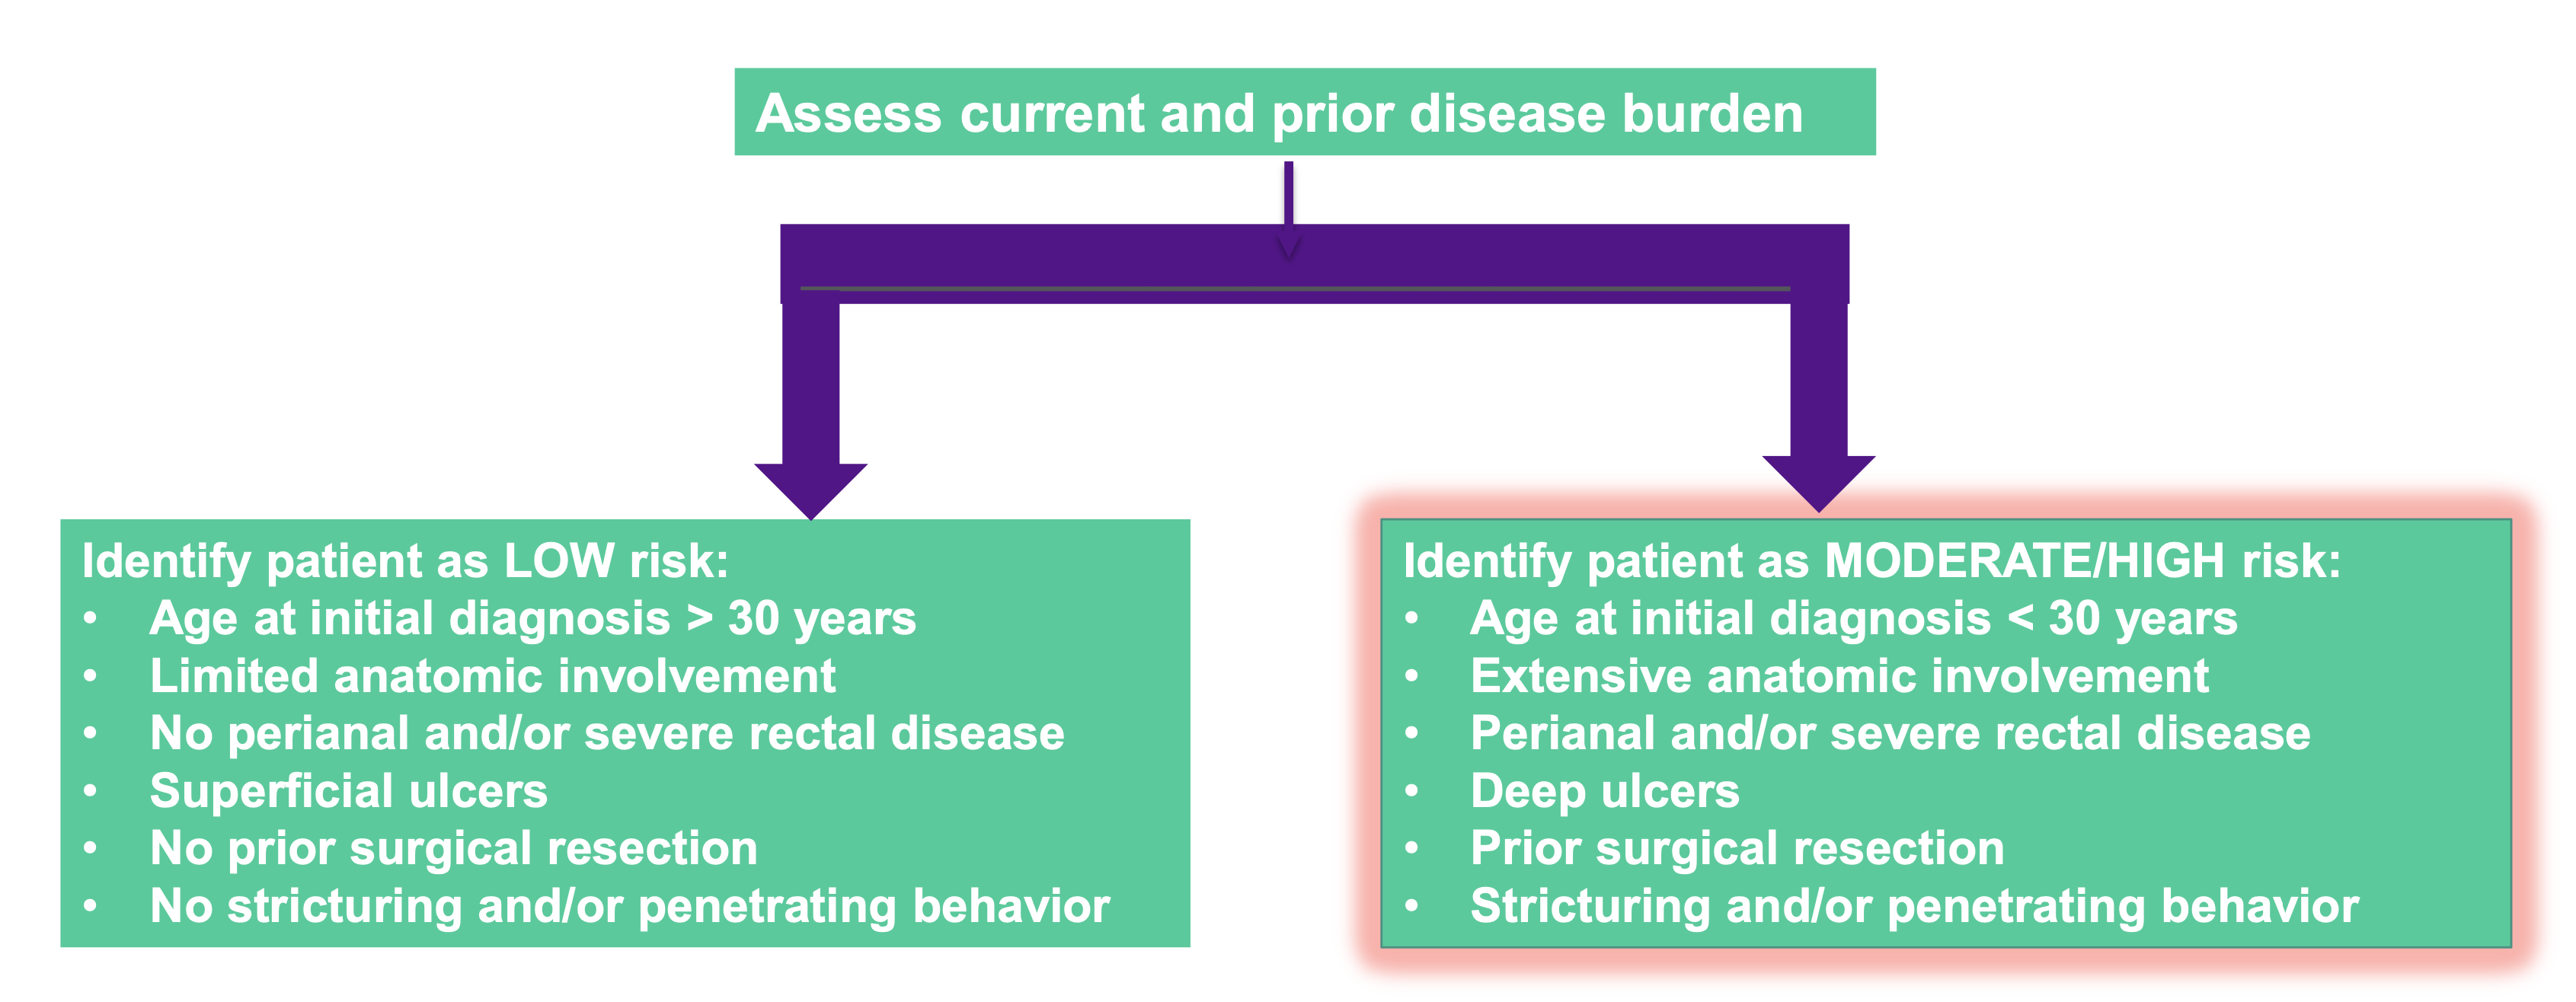 Assess current and prior disease burden
Identify patient as LOW risk:
• Age at initial diagnosis > 30 years
• Limited anatomic involvement
• No perianal and/or severe rectal disease
• Superficial ulcers
• No prior surgical resection
• No stricturing and/or penetrating behavior
Identify patient as MODERATE/HIGH risk:
• Age at initial diagnosis < 30 years
• Extensive anatomic involvement
• Perianal and/or severe rectal disease
• Deep ulcers
• Prior surgical resection
• Stricturing and/or penetrating behavior